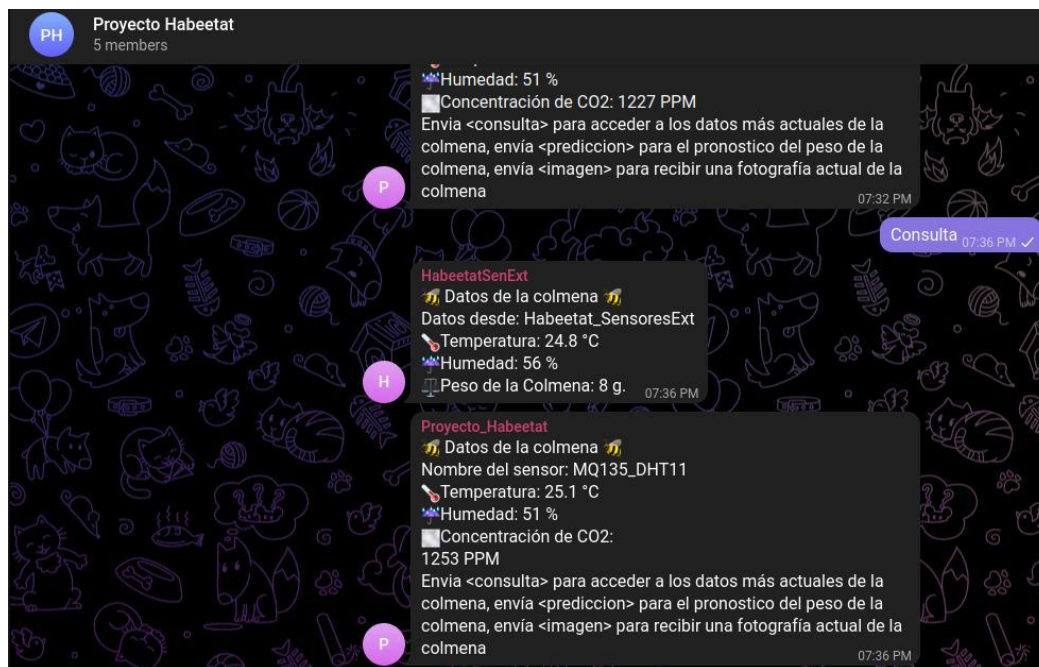 PH
Proyecto Habeetat
5 members
☔Humedad: 51 %
Concentración de CO2: 1227 PPM
Envia <consulta> para acceder a los datos más actuales de la
colmena, envía <prediccion> para el pronostico del peso de la
colmena, envía <imagen> para recibir una fotografía actual de la
colmena
P
07:32 PM
Consulta
07:36 PM
HabeetatSenExt
🐝 Datos de la colmena 🐝
Datos desde: Habeetat_SensoresExt
🌡️Temperatura: 24.8 °C
☔Humedad: 56 %
⚖️Peso de la Colmena: 8 g.
H
07:36 PM
Proyecto_Habeetat
🐝 Datos de la colmena 🐝
Nombre del sensor: MQ135_DHT11
🌡️Temperatura: 25.1 °C
☔Humedad: 51 %
Concentración de CO2:
1253 PPM
Envia <consulta> para acceder a los datos más actuales de la
colmena, envía <prediccion> para el pronostico del peso de la
colmena, envía <imagen> para recibir una fotografía actual de la
colmena
P
07:36 PM